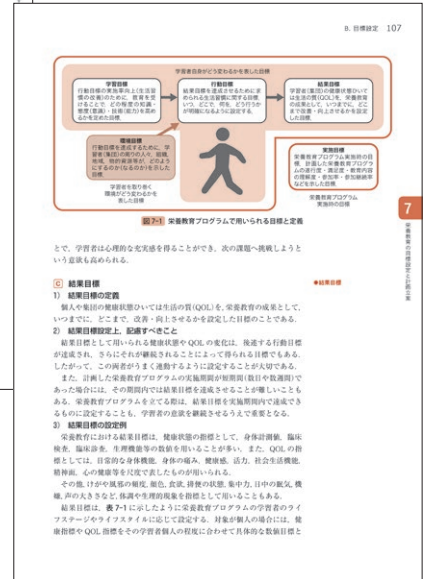 B. 目標設定 107
学習者自身がどう変わるかを表した目標
学習目標
行動目標の実施率向上(生活習
慣の改善)のために、教育を受
けることで、どの程度の知識・
態度(意識)・技術(能力)を高め
るかを定めた目標.
行動目標
結果目標を達成させるために求
められる生活習慣に関する目標.
いつ、どこで、何を、どう行うか
が明確になるように設定する.
結果目標
学習者(集団)の健康状態ひいて
は生活の質(QOL)を、栄養教育
の成果として、いつまでに、どこ
まで改善・向上させるかを設定
した目標.
環境目標
行動目標を達成するために、学
習者(集団)の周りの人々、組織、
地域、物的資源等が、どのよう
にするのか(なるのか)を示した
目標.
学習者を取り巻く
環境がどう変わるかを
表した目標
実施目標
栄養教育プログラム実施時の目
標. 計画した栄養教育プログラ
ムの進行度・満足度・教育内容
の理解度・参加率・参加継続率
などを示した目標.
栄養教育プログラム
実施時の目標
図 7-1 栄養教育プログラムで用いられる目標と定義
7
栄養教育の目標設定と計画立案
とで、学習者は心理的な充実感を得ることができ、次の課題へ挑戦しようと
いう意欲も高められる.
C 結果目標
●結果目標
1) 結果目標の定義
個人や集団の健康状態ひいては生活の質(QOL)を、栄養教育の成果として、
いつまでに、どこまで、改善・向上させるかを設定した目標のことである.
2) 結果目標設定上、配慮すべきこと
結果目標として用いられる健康状態や QOL の変化は、後述する行動目標
が達成され、さらにそれが継続されることによって得られる目標でもある.
したがって、この両者がうまく連動するように設定することが大切である.
また、計画した栄養教育プログラムの実施期間が短期間(数日や数週間)で
あった場合には、その期間内では結果目標を達成させることが難しいことも
ある. 栄養教育プログラムを立てる際は、結果目標を実施期間内で達成でき
るものに設定することも、学習者の意欲を継続させるうえで重要となる.
3) 結果目標の設定例
栄養教育における結果目標は、健康状態の指標として、身体計測値、臨床
検査、臨床診査、生理機能等の数値を用いることが多い. また、QOL の指
標としては、日常的な身体機能、身体の痛み、健康感、活力、社会生活機能、
精神面、心の健康等を尺度で表したものが用いられる.
その他、けがや風邪の頻度、顔色、食欲、排便の状態、集中力、日中の眠気、機
嫌、声の大きさなど、体調や生理的現象を指標として用いることもある.
結果目標は、表 7-1 に示したように栄養教育プログラムの学習者のライ
フステージやライフスタイルに応じて設定する. 対象が個人の場合には、健
康指標や QOL 指標をその学習者個人の程度に合わせて具体的な数値目標と